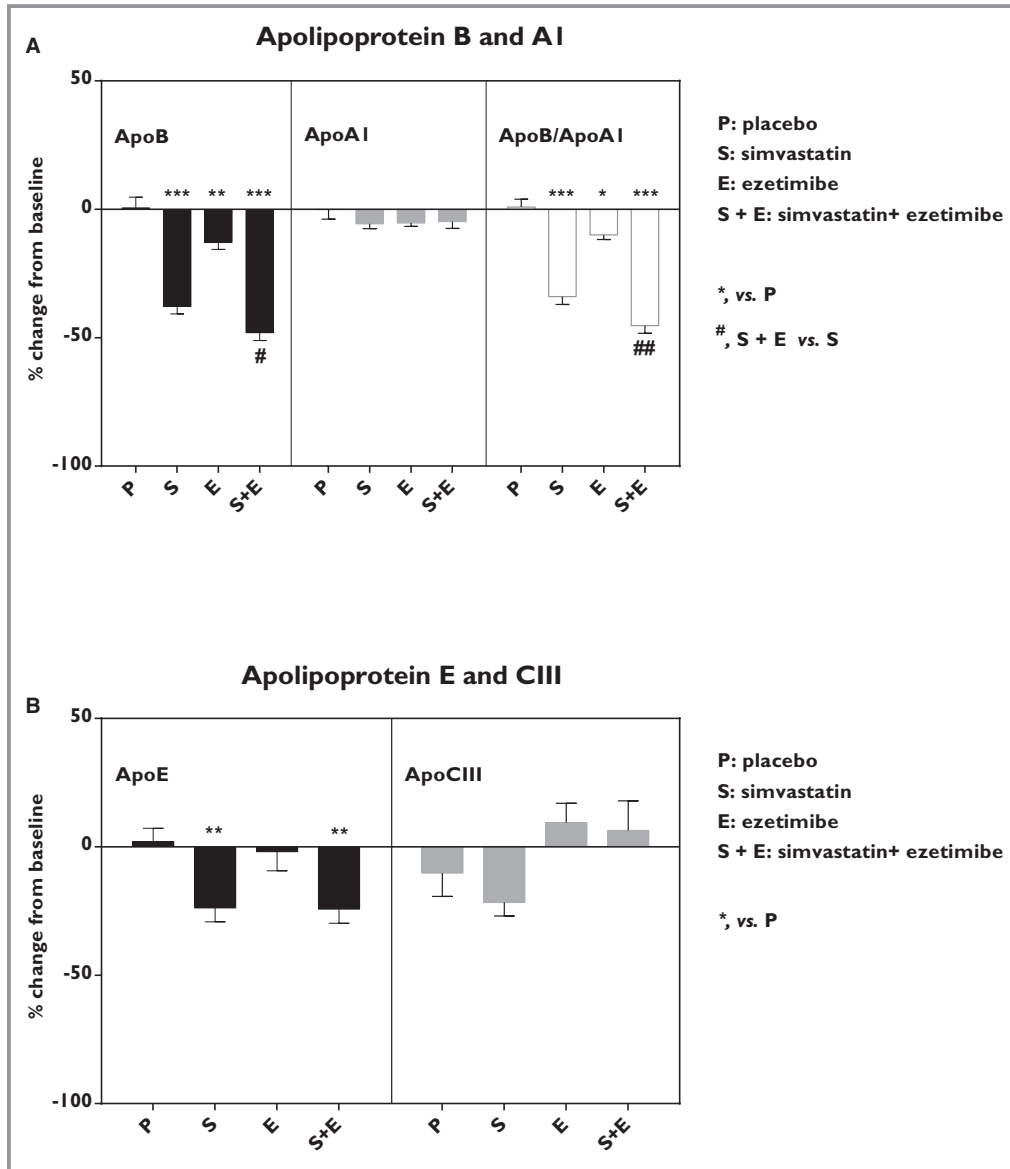 A
Apolipoprotein B and A1
50
0
-50
-100
% change from baseline
ApoB
ApoA1
ApoB/ApoA1
*** ** *** *** * ***
# ##
P S E S+E P S E S+E P S E S+E
P: placebo
S: simvastatin
E: ezetimibe
S + E: simvastatin+ ezetimibe
*, vs. P
#, S + E vs. S
B
Apolipoprotein E and CIII
50
0
-50
-100
% change from baseline
ApoE
ApoCIII
** **
P S E S+E P S E S+E
P: placebo
S: simvastatin
E: ezetimibe
S + E: simvastatin+ ezetimibe
*, vs. P